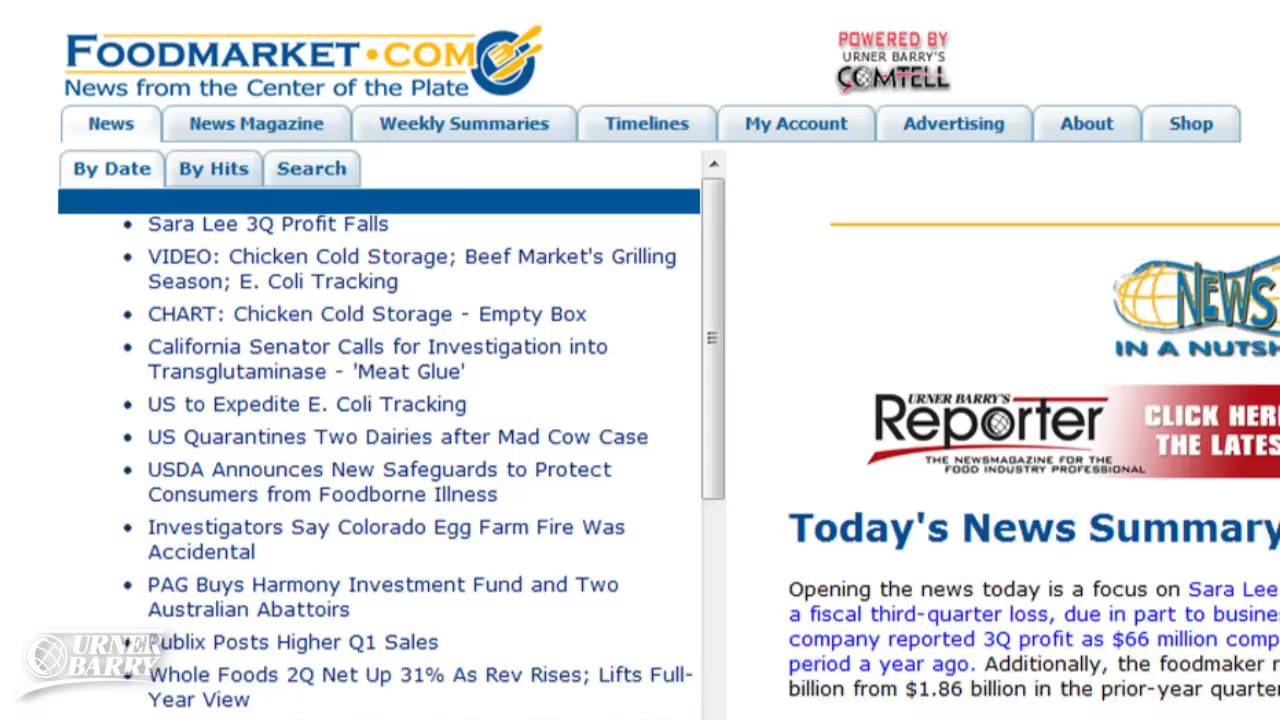 FOODMARKET•COM
News from the Center of the Plate
POWERED BY
URNER BARRY'S
COMTELL
News
News Magazine
Weekly Summaries
Timelines
My Account
Advertising
About
Shop
By Date
By Hits
Search
Sara Lee 3Q Profit Falls
VIDEO: Chicken Cold Storage; Beef Market's Grilling
Season; E. Coli Tracking
CHART: Chicken Cold Storage - Empty Box
California Senator Calls for Investigation into
Transglutaminase - 'Meat Glue'
US to Expedite E. Coli Tracking
US Quarantines Two Dairies after Mad Cow Case
USDA Announces New Safeguards to Protect
Consumers from Foodborne Illness
Investigators Say Colorado Egg Farm Fire Was
Accidental
PAG Buys Harmony Investment Fund and Two
Australian Abattoirs
Publix Posts Higher Q1 Sales
Whole Foods 2Q Net Up 31% As Rev Rises; Lifts Full-
Year View
URNER
BARRY
NEWS
IN A NUTSH
URNER BARRY'S
Reporter
THE NEWSMAGAZINE FOR THE
FOOD INDUSTRY PROFESSIONAL
CLICK HER
THE LATES
Today's News Summary
Opening the news today is a focus on Sara Lee
a fiscal third-quarter loss, due in part to busine
company reported 3Q profit as $66 million comp
period a year ago. Additionally, the foodmaker
billion from $1.86 billion in the prior-year quarte